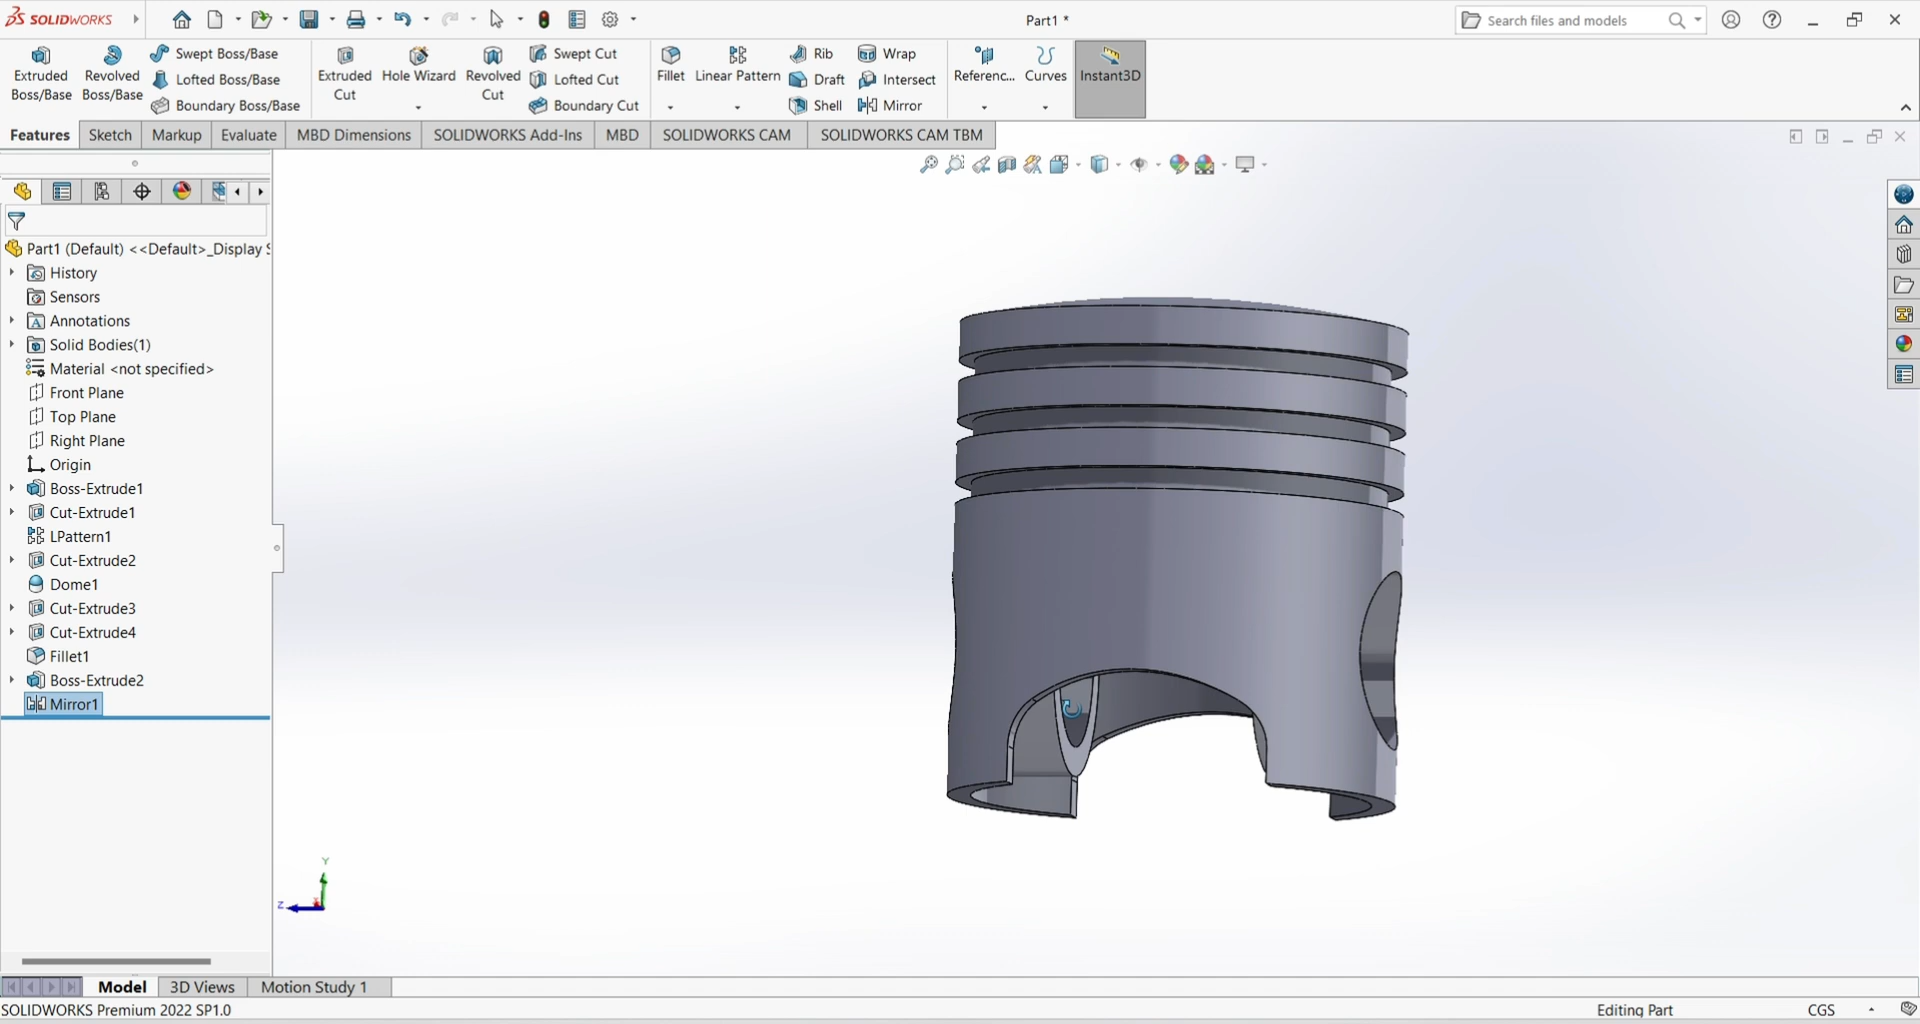 SOLIDWORKS
Part1 *
Search files and models
Extruded Boss/Base
Revolved Boss/Base
Swept Boss/Base
Lofted Boss/Base
Boundary Boss/Base
Extruded Cut
Hole Wizard
Revolved Cut
Swept Cut
Lofted Cut
Boundary Cut
Fillet
Linear Pattern
Rib
Draft
Shell
Wrap
Intersect
Mirror
Referenc...
Curves
Instant3D
Features
Sketch
Markup
Evaluate
MBD Dimensions
SOLIDWORKS Add-Ins
MBD
SOLIDWORKS CAM
SOLIDWORKS CAM TBM
Part1 (Default) <<Default>_Display S
History
Sensors
Annotations
Solid Bodies(1)
Material <not specified>
Front Plane
Top Plane
Right Plane
Origin
Boss-Extrude1
Cut-Extrude1
LPattern1
Cut-Extrude2
Dome1
Cut-Extrude3
Cut-Extrude4
Fillet1
Boss-Extrude2
Mirror1
Y
Z
Model
3D Views
Motion Study 1
SOLIDWORKS Premium 2022 SP1.0
Editing Part
CGS